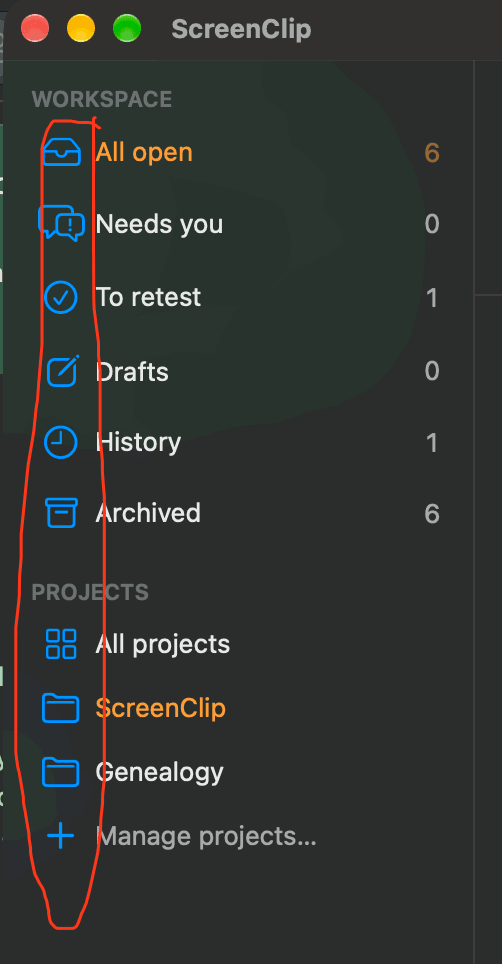 ScreenClip
WORKSPACE
All open 6
Needs you 0
To retest 1
Drafts 0
History 1
Archived 6
PROJECTS
All projects
ScreenClip
Genealogy
Manage projects...